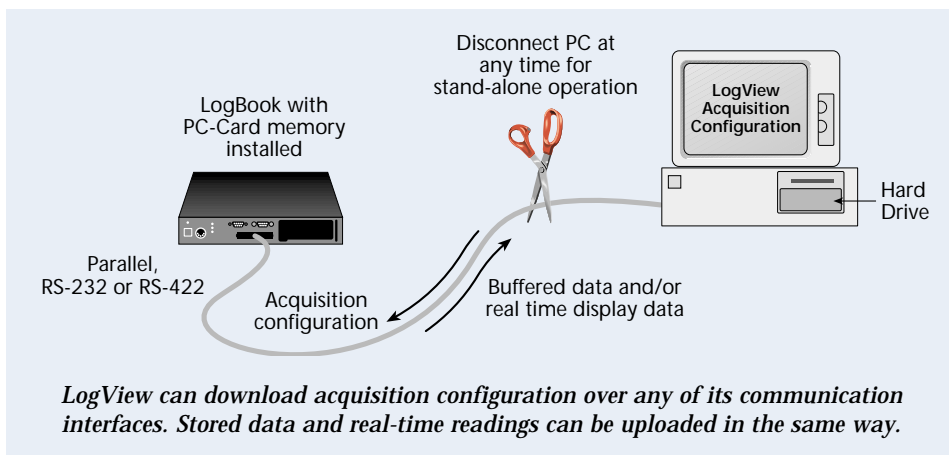 Disconnect PC at
any time for
stand-alone operation
LogBook with
PC-Card memory
installed
LogView
Acquisition
Configuration
Hard
Drive
Parallel,
RS-232 or RS-422
Acquisition
configuration
Buffered data and/or
real time display data
LogView can download acquisition configuration over any of its communication
interfaces. Stored data and real-time readings can be uploaded in the same way.